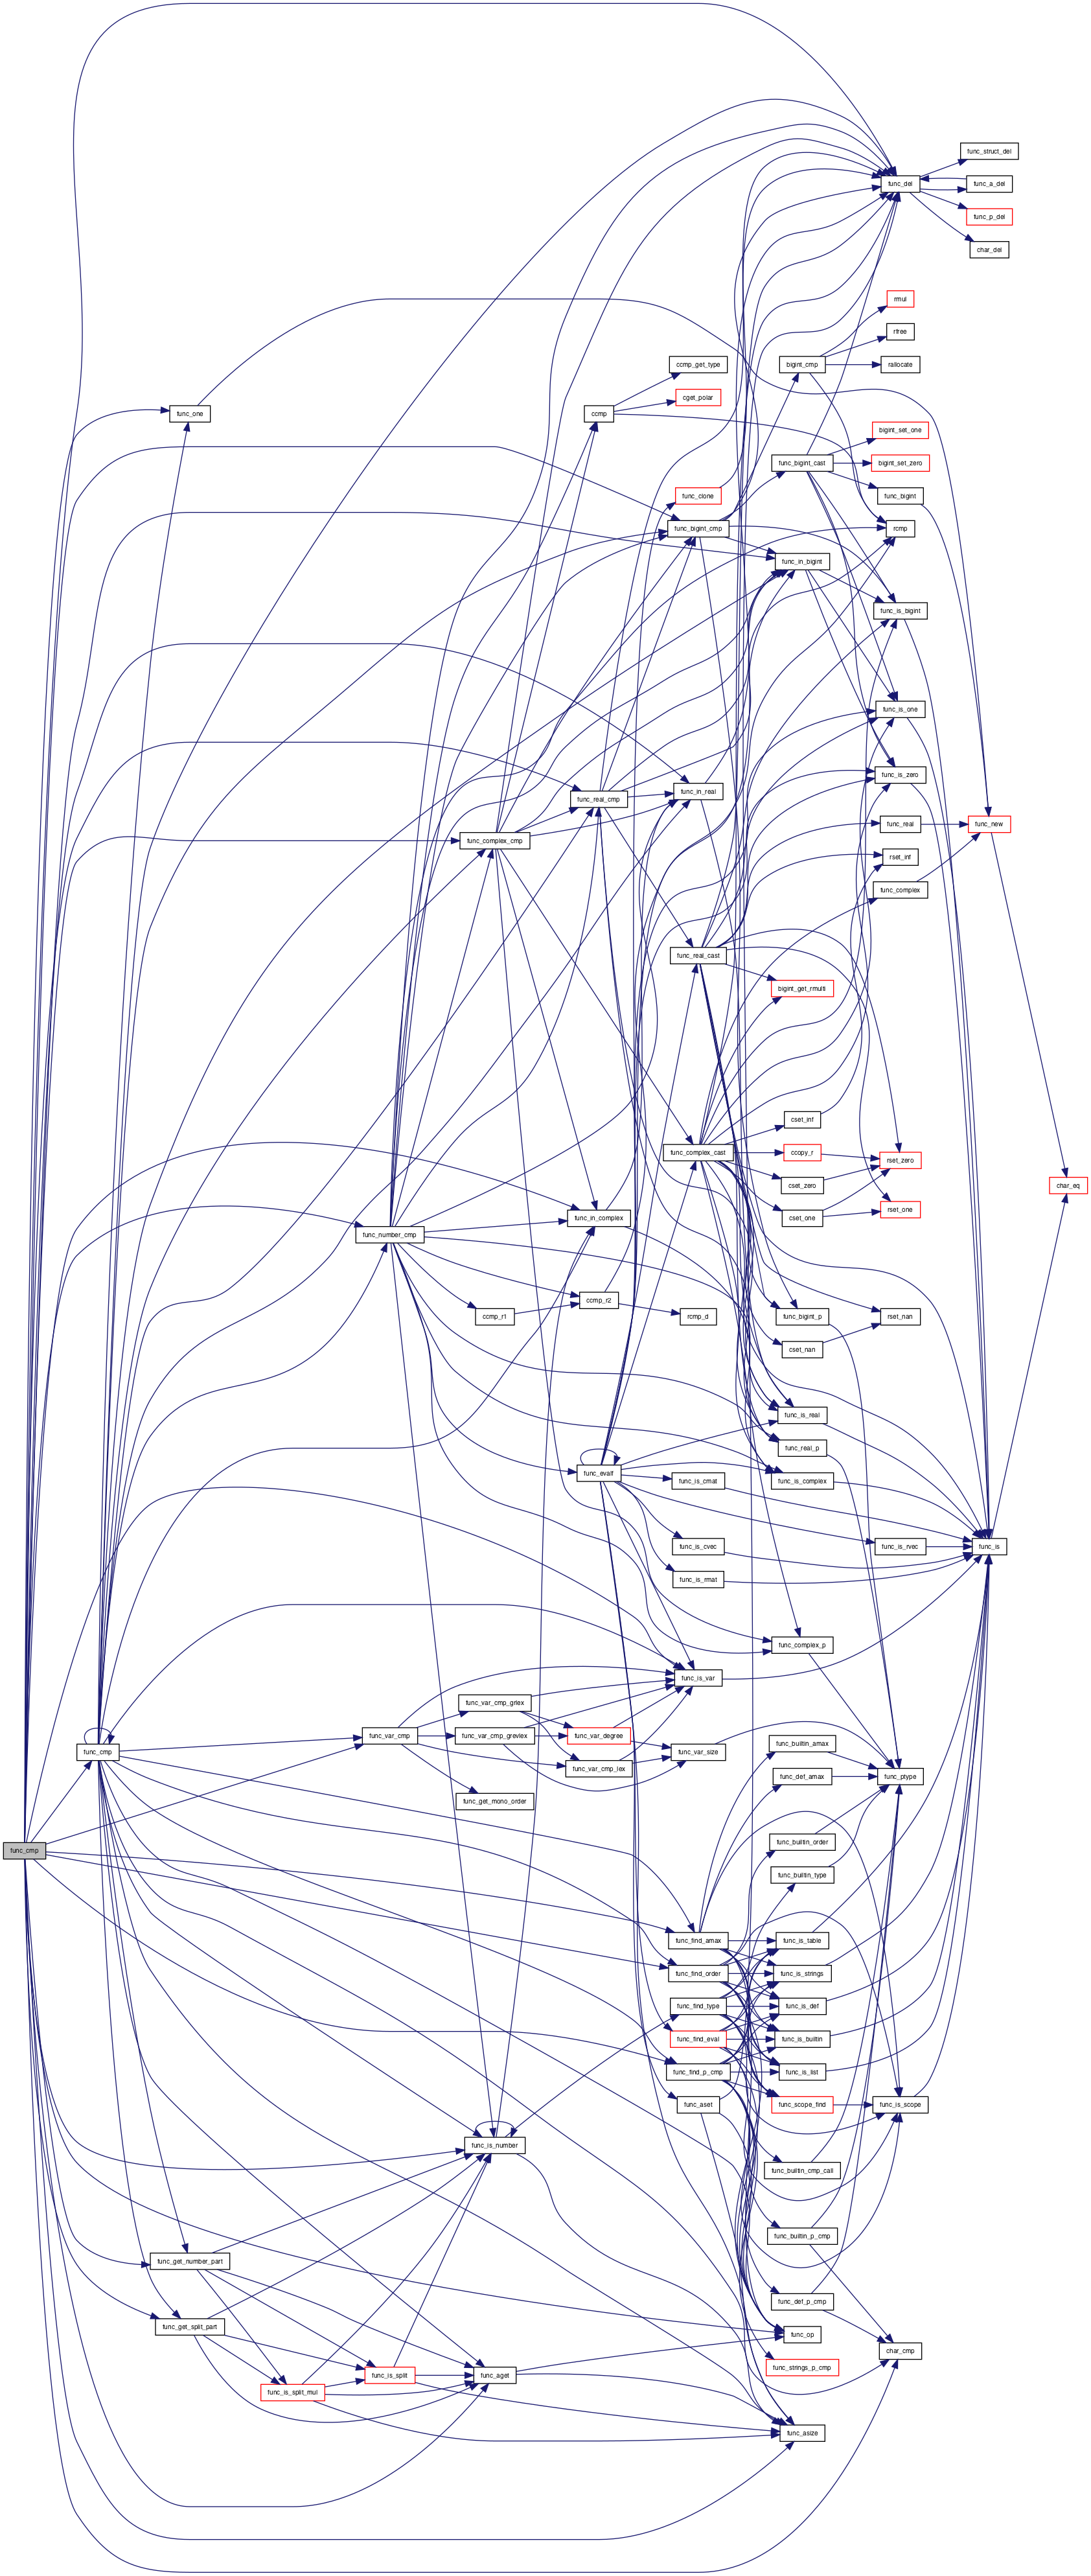 func_struct_del
func_del
func_a_del
func_p_del
char_del
rmul
rfree
bigint_cmp
rallocate
ccmp_get_type
cget_polar
func_one
ccmp
bigint_set_one
func_bigint_cast
bigint_set_zero
func_clone
func_bigint
func_bigint_cmp
rcmp
func_in_bigint
func_is_bigint
func_is_one
func_is_zero
func_in_real
func_real_cmp
func_real
func_new
func_complex_cmp
rset_inf
func_complex
func_real_cast
bigint_get_rmulti
cset_inf
func_complex_cast
ccopy_r
rset_zero
cset_zero
char_eq
func_in_complex
cset_one
rset_one
func_number_cmp
ccmp_r2
ccmp_r1
rcmp_d
func_bigint_p
rset_nan
cset_nan
func_is_real
func_real_p
func_evalf
func_is_cmat
func_is_complex
func_is_cvec
func_is_rvec
func_is
func_is_rmat
func_complex_p
func_is_var
func_var_cmp_grlex
func_var_cmp
func_var_cmp_grevlex
func_var_degree
func_builtin_amax
func_cmp
func_var_size
func_var_cmp_lex
func_def_amax
func_ptype
func_get_mono_order
func_builtin_order
func_cmp
func_builtin_type
func_find_amax
func_is_table
func_find_order
func_is_strings
func_find_type
func_is_def
func_find_eval
func_is_builtin
func_find_p_cmp
func_is_list
func_aset
func_scope_find
func_is_scope
func_is_number
func_builtin_cmp_call
func_builtin_p_cmp
func_get_number_part
func_def_p_cmp
func_get_split_part
func_op
char_cmp
func_strings_p_cmp
func_is_split
func_aget
func_is_split_mul
func_asize